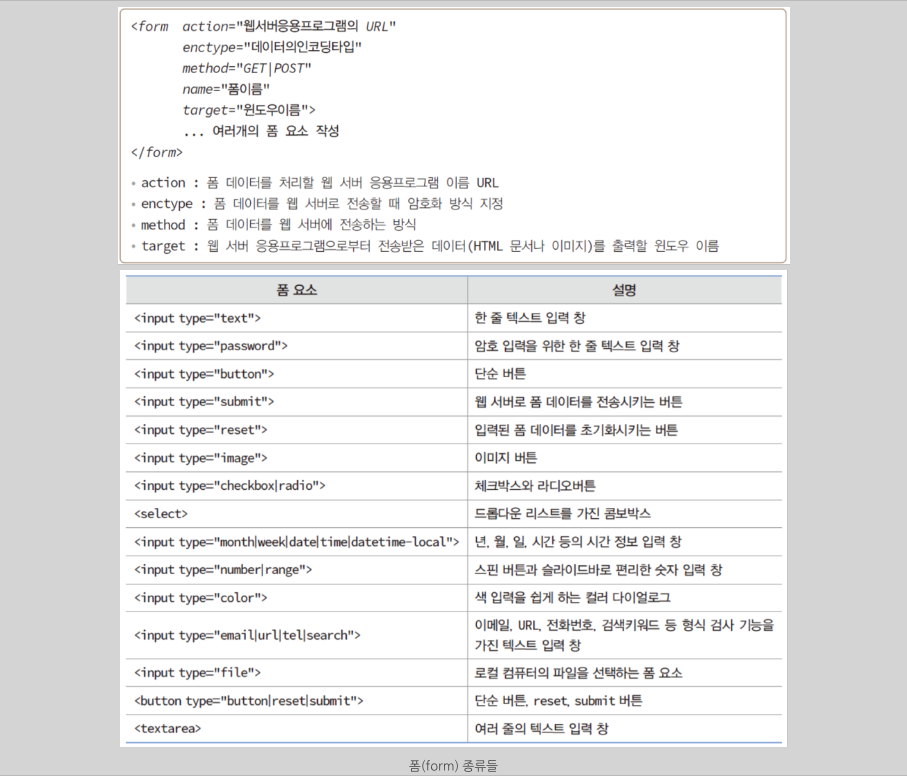 <form action="웹서버응용프로그램의 URL"
enctype="데이터의인코딩타입"
method="GET|POST"
name="폼이름"
target="윈도우이름">
... 여러개의 폼 요소 작성
</form>
• action : 폼 데이터를 처리할 웹 서버 응용프로그램 이름 URL
• enctype : 폼 데이터를 웹 서버로 전송할 때 암호화 방식 지정
• method : 폼 데이터를 웹 서버에 전송하는 방식
• target : 웹 서버 응용프로그램으로부터 전송받은 데이터(HTML 문서나 이미지)를 출력할 윈도우 이름
폼 요소 설명
<input type="text"> 한 줄 텍스트 입력 창
<input type="password"> 암호 입력을 위한 한 줄 텍스트 입력 창
<input type="button"> 단순 버튼
<input type="submit"> 웹 서버로 폼 데이터를 전송시키는 버튼
<input type="reset"> 입력된 폼 데이터를 초기화시키는 버튼
<input type="image"> 이미지 버튼
<input type="checkbox|radio"> 체크박스와 라디오버튼
<select> 드롭다운 리스트를 가진 콤보박스
<input type="month|week|date|time|datetime-local"> 년, 월, 일, 시간 등의 시간 정보 입력 창
<input type="number|range"> 스핀 버튼과 슬라이드바로 편리한 숫자 입력 창
<input type="color"> 색 입력을 쉽게 하는 컬러 다이얼로그
<input type="email|url|tel|search"> 이메일, URL, 전화번호, 검색키워드 등 형식 검사 기능을
가진 텍스트 입력 창
<input type="file"> 로컬 컴퓨터의 파일을 선택하는 폼 요소
<button type="button|reset|submit"> 단순 버튼, reset, submit 버튼
<textarea> 여러 줄의 텍스트 입력 창
폼(form) 종류들